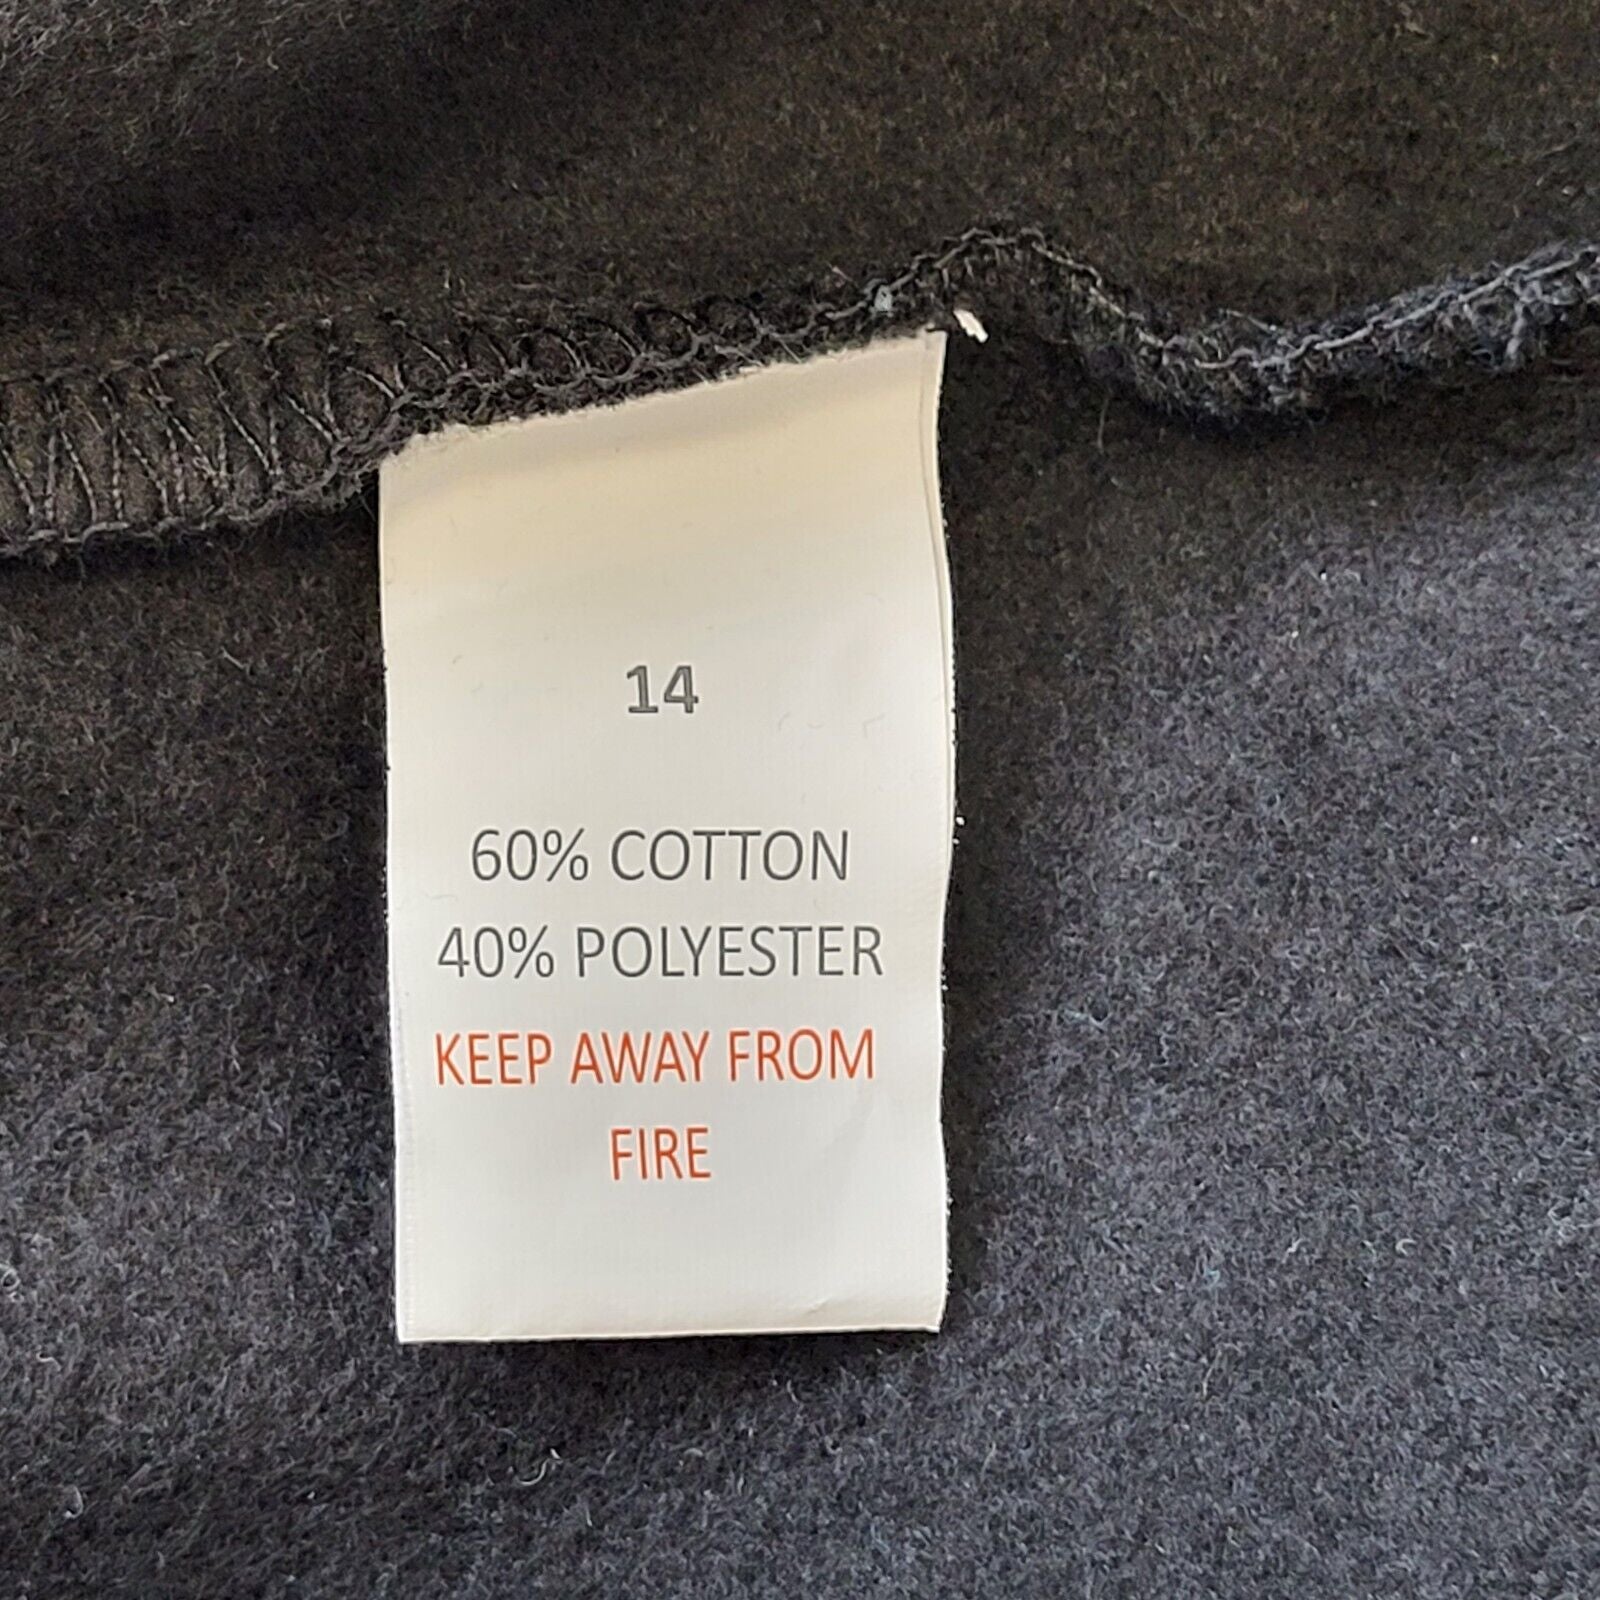 14
60% COTTON
40% POLYESTER
KEEP AWAY FROM
FIRE